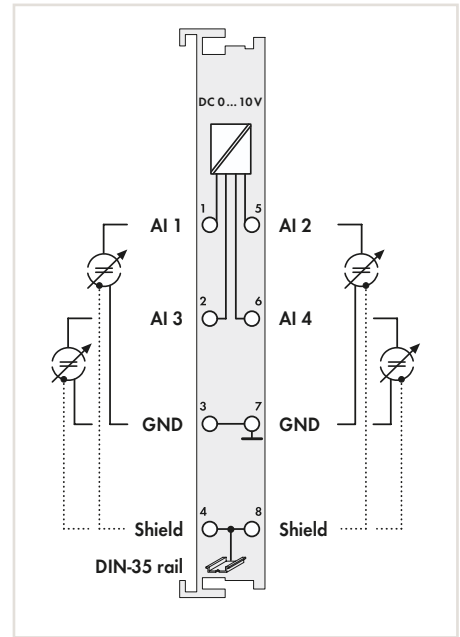 DC 0 ... 10 V
1 5
AI 1 AI 2
2 6
AI 3 AI 4
3 7
GND GND
4 8
Shield Shield
DIN-35 rail